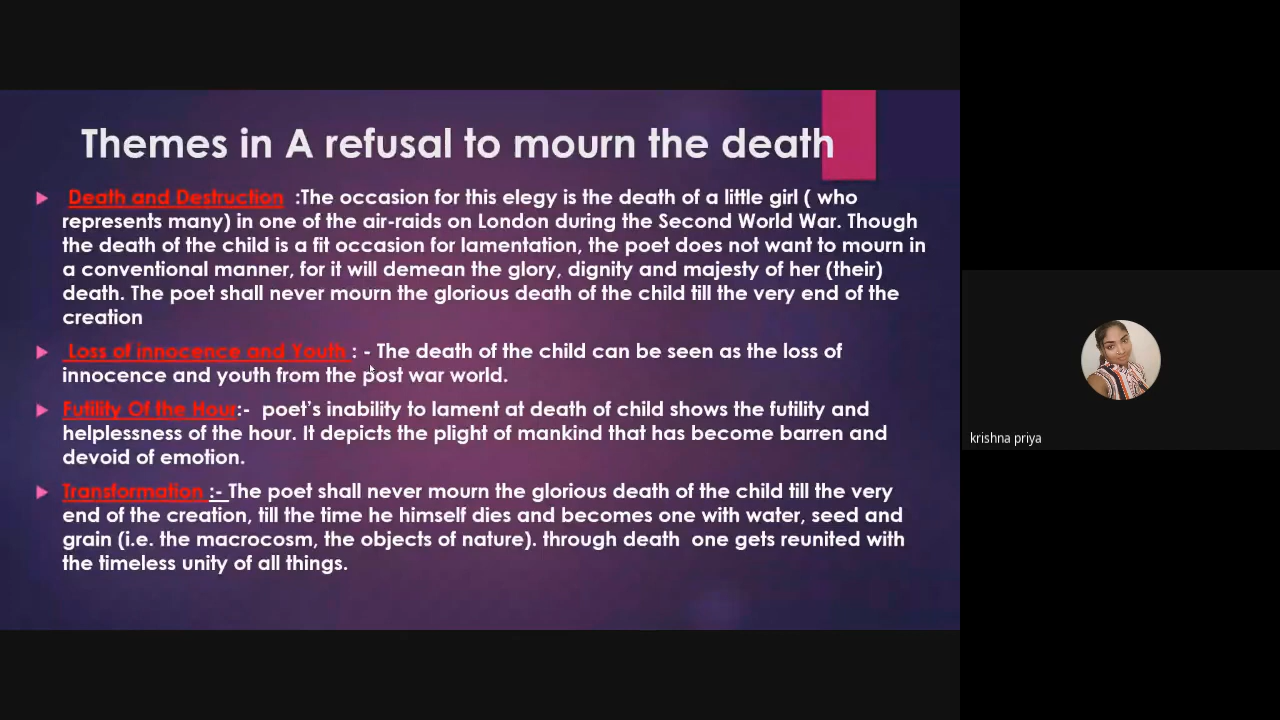 Themes in A refusal to mourn the death
Death and Destruction :The occasion for this elegy is the death of a little girl ( who
represents many) in one of the air-raids on London during the Second World War. Though
the death of the child is a fit occasion for lamentation, the poet does not want to mourn in
a conventional manner, for it will demean the glory, dignity and majesty of her (their)
death. The poet shall never mourn the glorious death of the child till the very end of the
creation
Loss of innocence and Youth : - The death of the child can be seen as the loss of
innocence and youth from the post war world.
Futility Of the Hour:- poet's inability to lament at death of child shows the futility and
helplessness of the hour. It depicts the plight of mankind that has become barren and
devoid of emotion.
Transformation :- The poet shall never mourn the glorious death of the child till the very
end of the creation, till the time he himself dies and becomes one with water, seed and
grain (i.e. the macrocosm, the objects of nature). through death one gets reunited with
the timeless unity of all things.
krishna priya